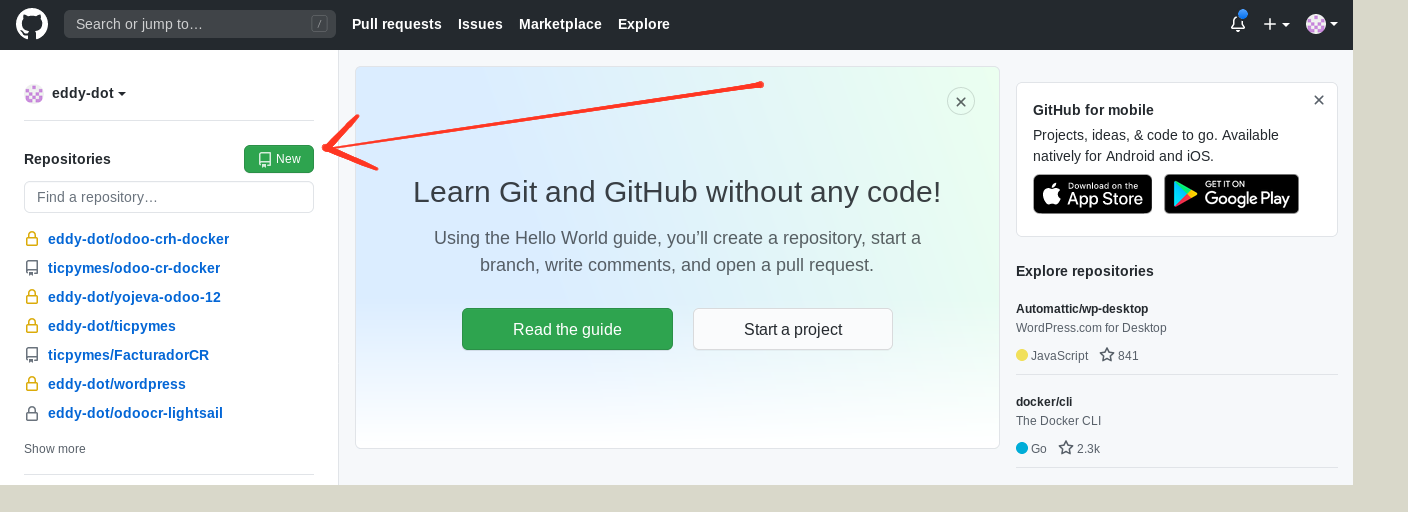 Search or jump to… /
Pull requests Issues Marketplace Explore
eddy-dot
Repositories
New
Find a repository…
eddy-dot/odoo-crh-docker
ticpymes/odoo-cr-docker
eddy-dot/yojeva-odoo-12
eddy-dot/ticpymes
ticpymes/FacturadorCR
eddy-dot/wordpress
eddy-dot/odoocr-lightsail
Show more
Learn Git and GitHub without any code!
Using the Hello World guide, you’ll create a repository, start a
branch, write comments, and open a pull request.
Read the guide
Start a project
GitHub for mobile
Projects, ideas, & code to go. Available
natively for Android and iOS.
Download on the
App Store
GET IT ON
Google Play
Explore repositories
Automattic/wp-desktop
WordPress.com for Desktop
JavaScript 841
docker/cli
The Docker CLI
Go 2.3k